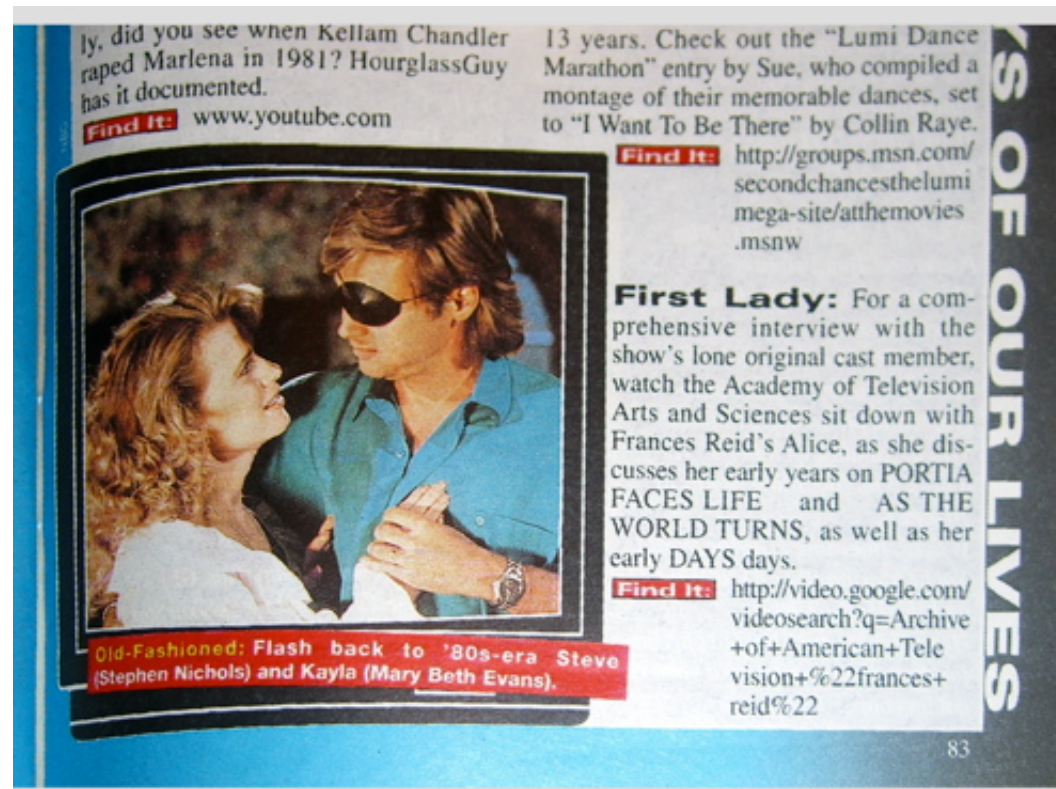 ly, did you see when Kellam Chandler
raped Marlena in 1981? HourglassGuy
has it documented.
Find It: www.youtube.com
Old-Fashioned: Flash back to '80s-era Steve
(Stephen Nichols) and Kayla (Mary Beth Evans).
13 years. Check out the “Lumi Dance
Marathon” entry by Sue, who compiled a
montage of their memorable dances, set
to “I Want To Be There” by Collin Raye.
Find It: http://groups.msn.com/
secondchancesthelumi
mega-site/atthemovies
.msnw
First Lady: For a com-
prehensive interview with the
show's lone original cast member,
watch the Academy of Television
Arts and Sciences sit down with
Frances Reid's Alice, as she dis-
cusses her early years on PORTIA
FACES LIFE and AS THE
WORLD TURNS, as well as her
early DAYS days.
Find It: http://video.google.com/
videosearch?q=Archive
+of+American+Tele
vision+%22frances+
reid%22
YS OF OUR LIVES
83